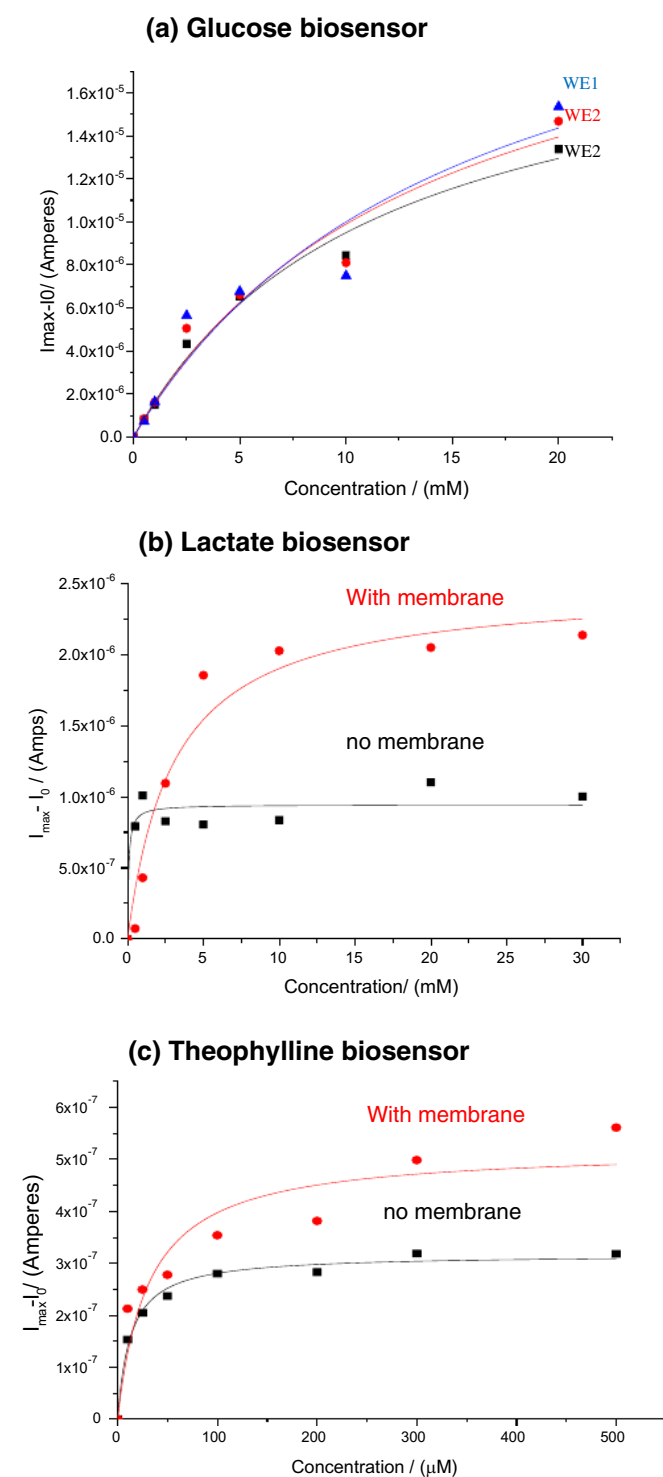 (a) Glucose biosensor
WE1
WE2
WE2
1.6x10⁻⁵
1.4x10⁻⁵
1.2x10⁻⁵
1.0x10⁻⁵
8.0x10⁻⁶
6.0x10⁻⁶
4.0x10⁻⁶
2.0x10⁻⁶
0.0
Imax-I0/ (Amperes)
0 5 10 15 20
Concentration / (mM)
(b) Lactate biosensor
2.5x10⁻⁶
2.0x10⁻⁶
1.5x10⁻⁶
1.0x10⁻⁶
5.0x10⁻⁷
0.0
With membrane
no membrane
I_max - I_0 / (Amps)
0 5 10 15 20 25 30
Concentration/ (mM)
(c) Theophylline biosensor
6x10⁻⁷
5x10⁻⁷
4x10⁻⁷
3x10⁻⁷
2x10⁻⁷
1x10⁻⁷
0
With membrane
no membrane
I_max-I_0/ (Amperes)
0 100 200 300 400 500
Concentration / (μM)